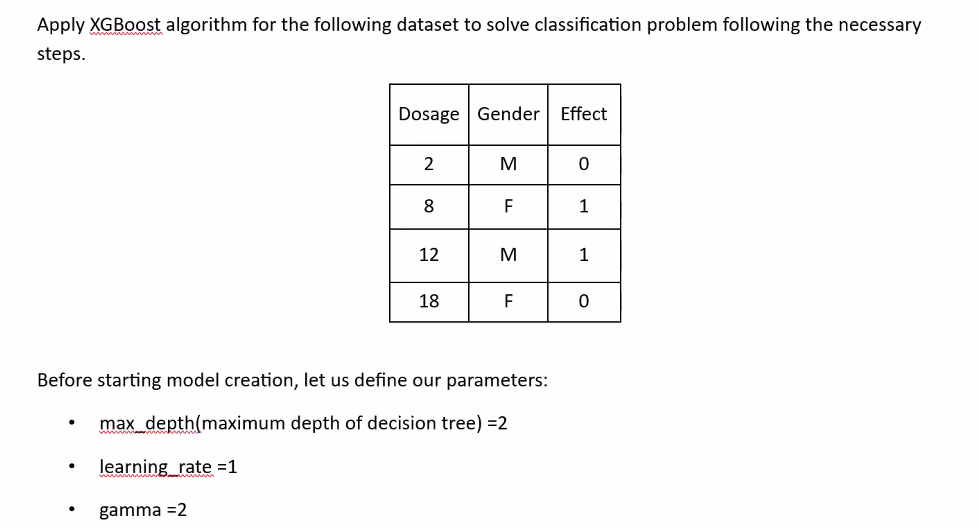 Apply XGBoost algorithm for the following dataset to solve classification problem following the necessary
steps.
Dosage Gender Effect
2 M 0
8 F 1
12 M 1
18 F 0
Before starting model creation, let us define our parameters:
• max_depth(maximum depth of decision tree) =2
• learning_rate =1
• gamma =2